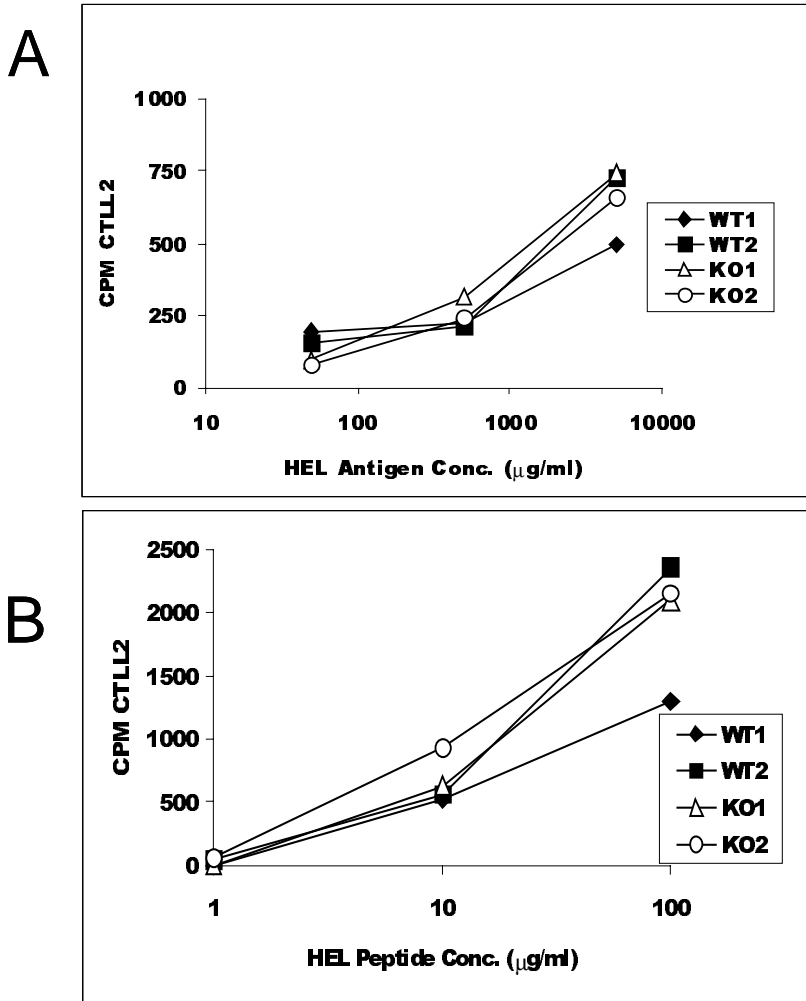 A
1000
750
500
250
0
CPM CTLL2
10 100 1000 10000
HEL Antigen Conc. (µg/ml)
WT1
WT2
KO1
KO2
B
2500
2000
1500
1000
500
0
CPM CTLL2
1 10 100
HEL Peptide Conc. (µg/ml)
WT1
WT2
KO1
KO2